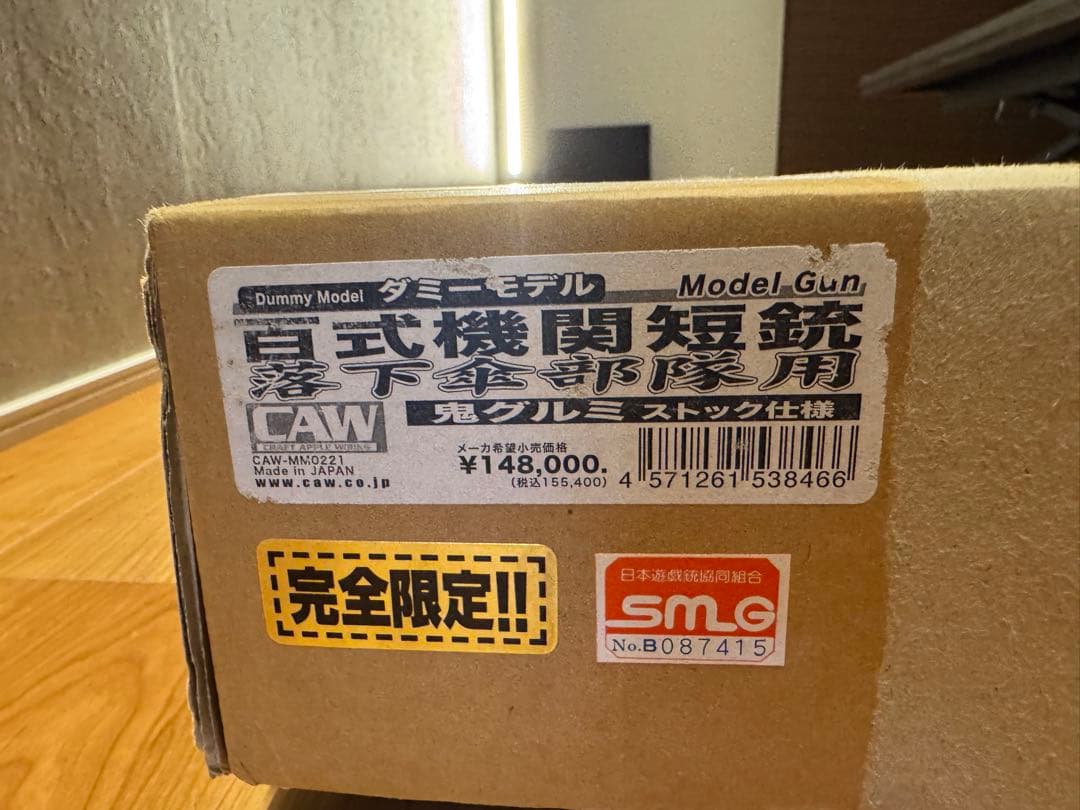 Dummy Model ダミーモデル Model Gun
百式機関短銃
落下傘部隊用
鬼グルミ ストック仕様
CAW
CRAFT APPLE WORKS
CAW-MM0221
Made in JAPAN
www.caw.co.jp
メーカ希望小売価格
¥148,000.
(税込155,400)
4 571261 538466
完全限定!!
日本遊戯銃協同組合
SMG
No.B087415